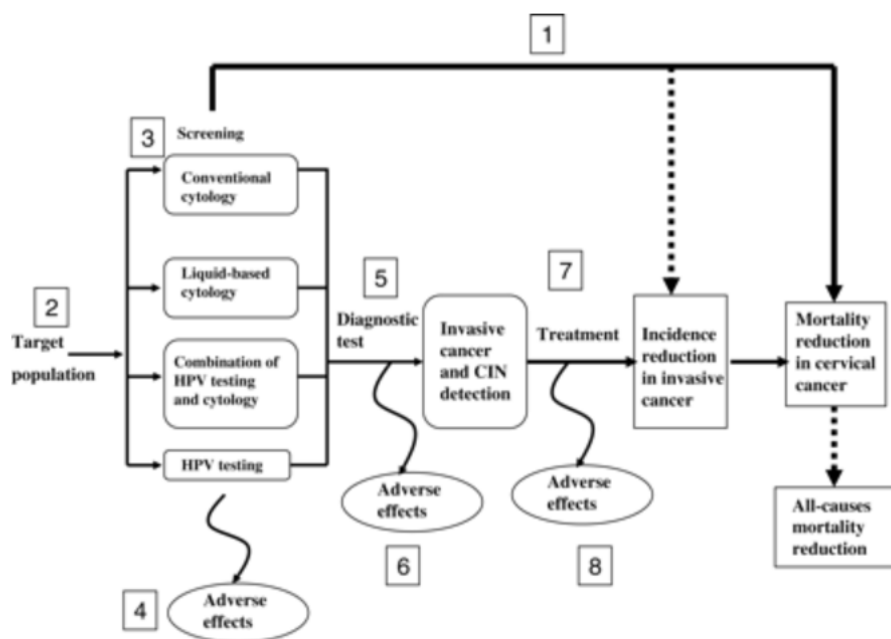 1
3
Screening
Conventional
cytology
Liquid-based
cytology
2
Target
population
Combination of
HPV testing
and cytology
HPV testing
4
Adverse
effects
5
Diagnostic
test
Adverse
effects
6
Invasive
cancer
and CIN
detection
7
Treatment
Adverse
effects
8
Incidence
reduction
in invasive
cancer
Mortality
reduction
in cervical
cancer
All-causes
mortality
reduction